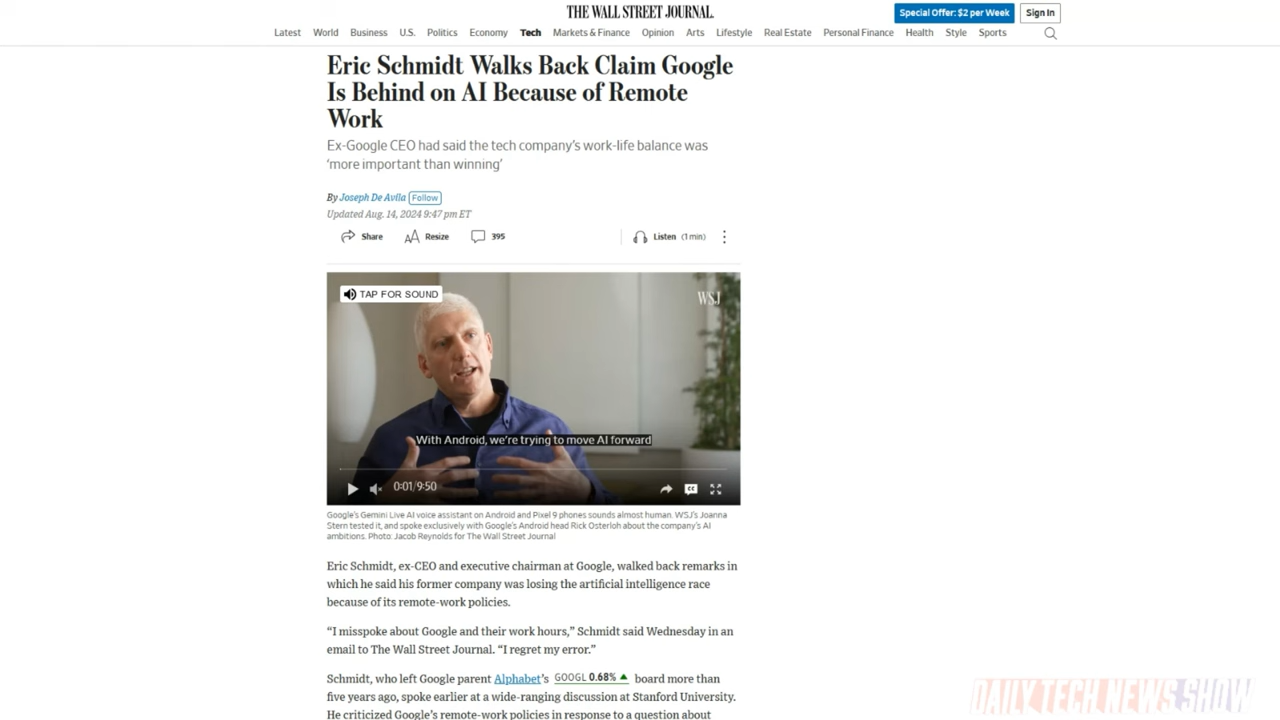 THE WALL STREET JOURNAL.
Special Offer: $2 per Week
Sign In
Latest World Business U.S. Politics Economy Tech Markets & Finance Opinion Arts Lifestyle Real Estate Personal Finance Health Style Sports
Eric Schmidt Walks Back Claim Google
Is Behind on AI Because of Remote
Work
Ex-Google CEO had said the tech company's work-life balance was
'more important than winning'
By Joseph De Avila Follow
Updated Aug. 14, 2024 9:47 pm ET
Share AA Resize 395 Listen (1 min)
TAP FOR SOUND
WSJ
With Android, we're trying to move AI forward
0:01/9:50
CC
Google's Gemini Live AI voice assistant on Android and Pixel 9 phones sounds almost human. WSJ's Joanna
Stern tested it, and spoke exclusively with Google's Android head Rick Osterloh about the company's AI
ambitions. Photo: Jacob Reynolds for The Wall Street Journal
Eric Schmidt, ex-CEO and executive chairman at Google, walked back remarks in
which he said his former company was losing the artificial intelligence race
because of its remote-work policies.
“I misspoke about Google and their work hours,” Schmidt said Wednesday in an
email to The Wall Street Journal. “I regret my error.”
Schmidt, who left Google parent Alphabet's GOOGL 0.68% board more than
five years ago, spoke earlier at a wide-ranging discussion at Stanford University.
He criticized Google's remote-work policies in response to a question about
DAILY TECH NEWS SHOW